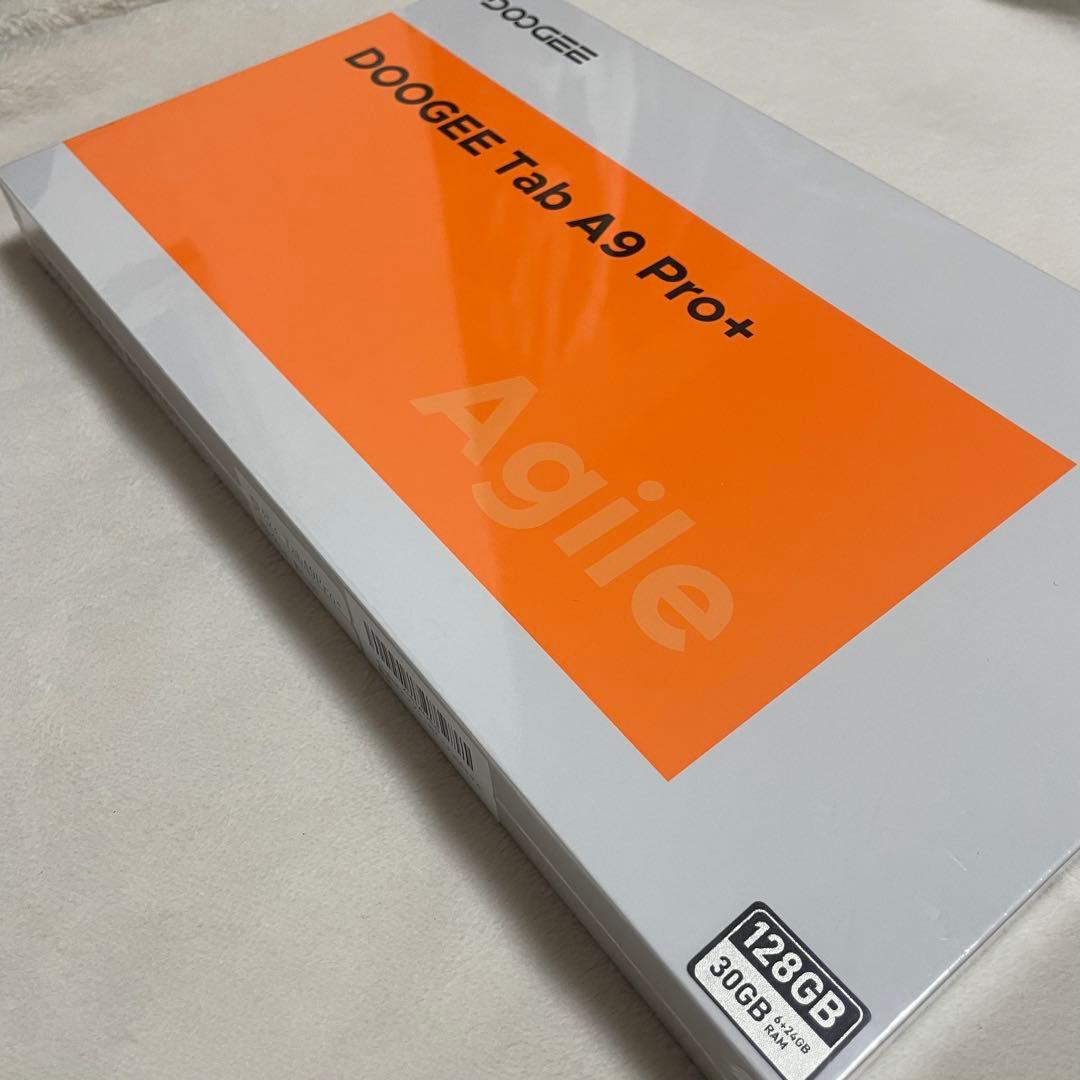 DOOGEE
DOOGEE Tab A9 Pro+
Agile
128GB
30GB 6+24GB
RAM